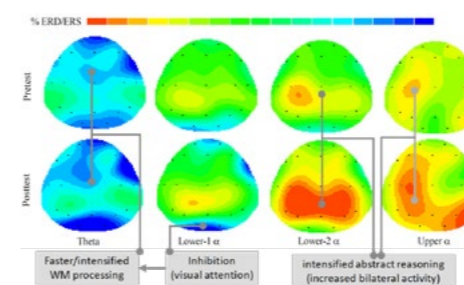 % ERD/ERS
Pretest
Posttest
Theta
Lower-1 α
Lower-2 α
Upper α
Faster/intensified
WM processing
Inhibition
(visual attention)
intensified abstract reasoning
(increased bilateral activity)